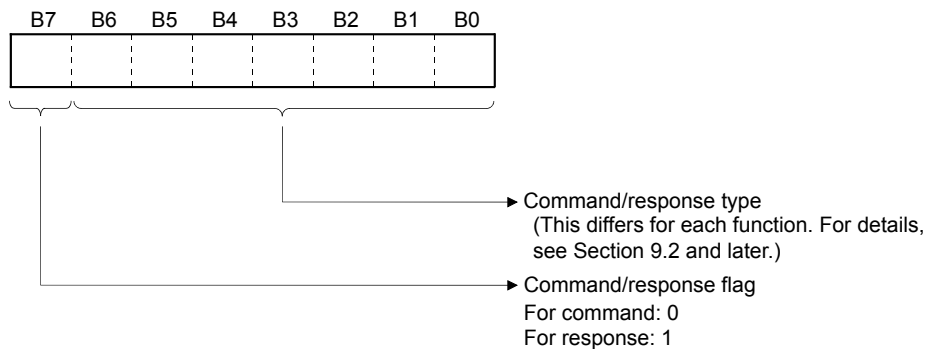 B7 B6 B5 B4 B3 B2 B1 B0
Command/response type
(This differs for each function. For details,
see Section 9.2 and later.)
Command/response flag
For command: 0
For response: 1